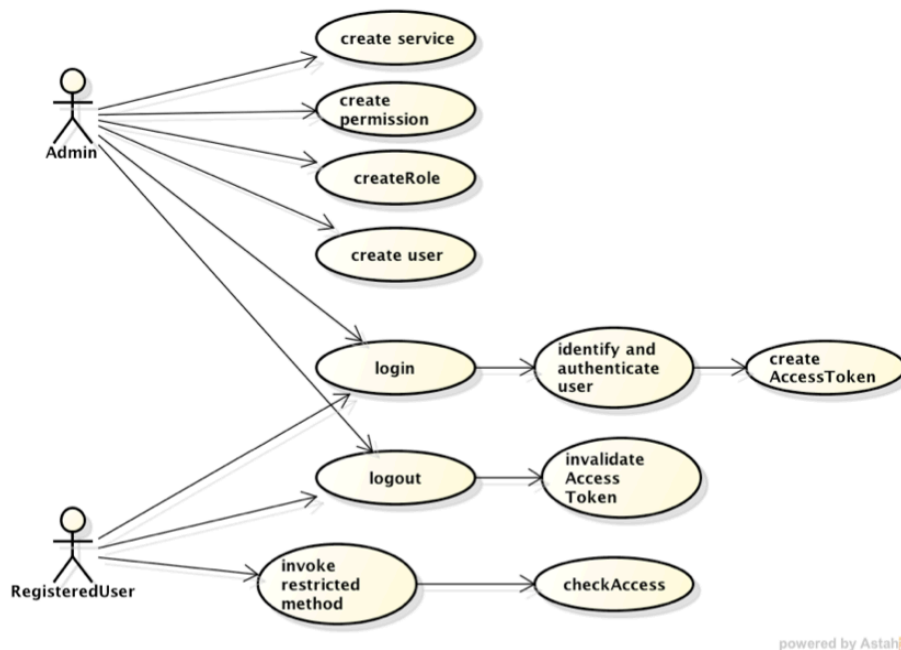 create service
create
permission
Admin
createRole
create user
login
identify and
authenticate
user
create
AccessToken
logout
invalidate
Access
Token
RegisteredUser
invoke
restricted
method
checkAccess
powered by Astah